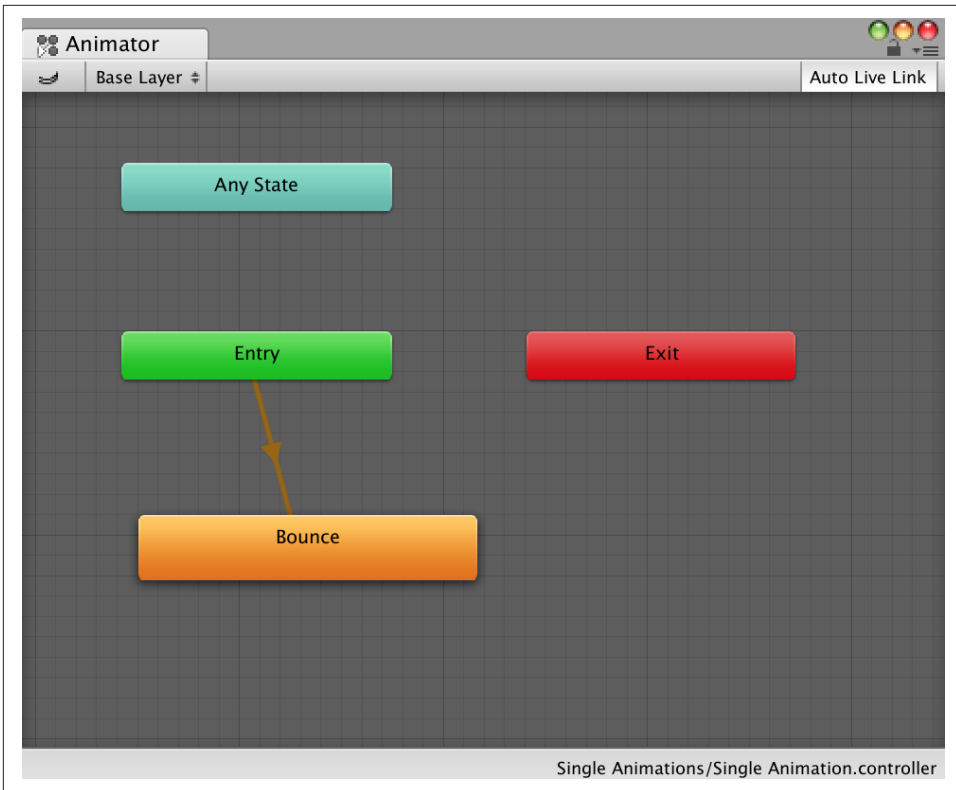 Animator
Base Layer
Auto Live Link
Any State
Entry
Exit
Bounce
Single Animations/Single Animation.controller